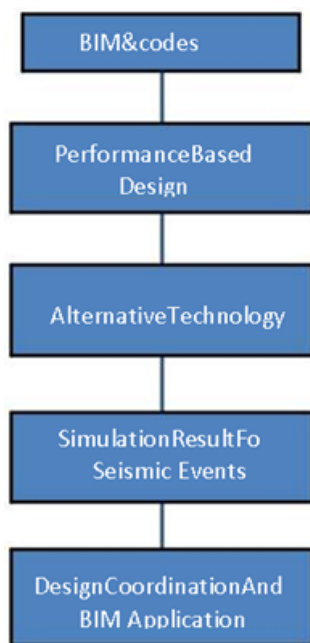 BIM&codes
PerformanceBased
Design
AlternativeTechnology
SimulationResultFo
Seismic Events
DesignCoordinationAnd
BIM Application